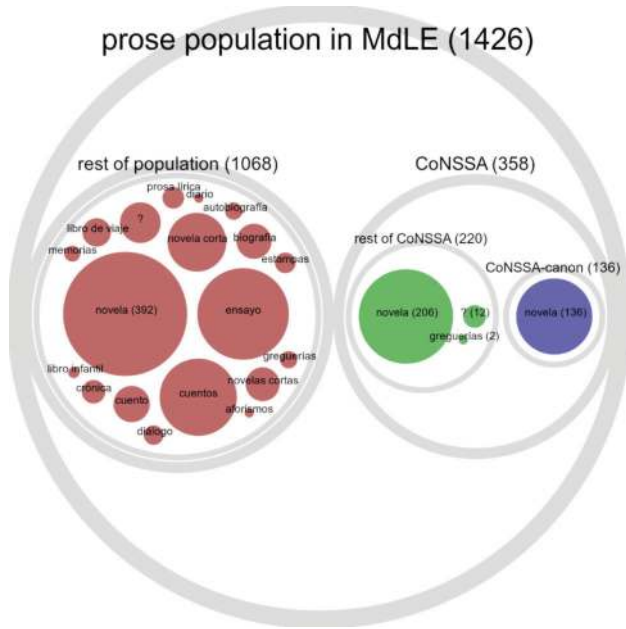 prose population in MdLE (1426)
rest of population (1068)
CoNSSA (358)
prosa lírica
diario
autobiografía
?
libro de viaje
novela corta
biografía
memorias
estampas
novela (392)
ensayo
greguerías
libro infantil
crónica
cuento
cuentos
novelas cortas
aforismos
diálogo
rest of CoNSSA (220)
CoNSSA-canon (136)
novela (206)
? (12)
greguerías (2)
novela (136)